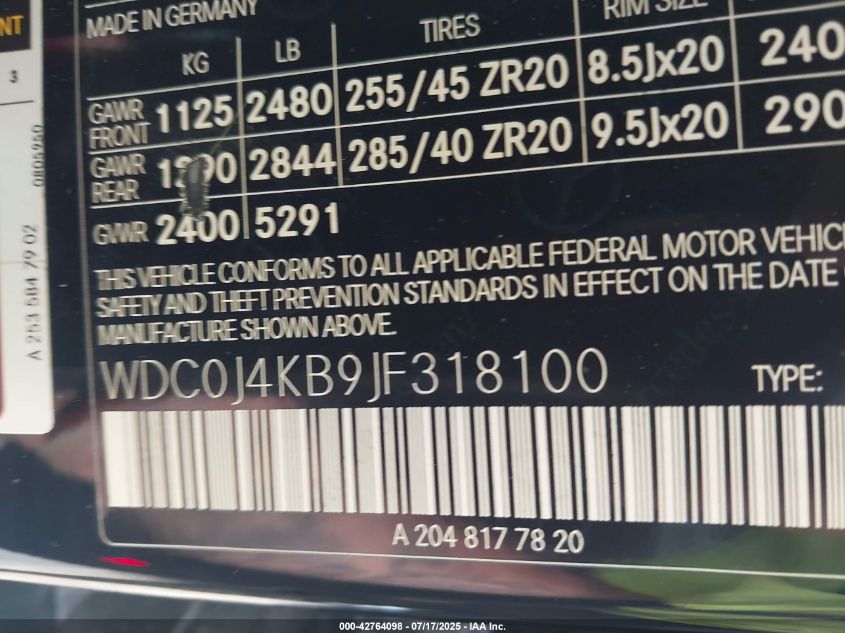 MADE IN GERMANY
KG LB TIRES RIM SIZE
GAWR FRONT 1125 2480 255/45 ZR20 8.5Jx20 240
GAWR REAR 2844 285/40 ZR20 9.5Jx20 290
GVWR 2400 5291
THIS VEHICLE CONFORMS TO ALL APPLICABLE FEDERAL MOTOR VEHIC
SAFETY AND THEFT PREVENTION STANDARDS IN EFFECT ON THE DATE
MANUFACTURE SHOWN ABOVE.
WDC0J4KB9JF318100
TYPE:
A 204 817 78 20
NT
3
0805950
A 253 584 79 02
000-42764098 - 07/17/2025 - IAA Inc.